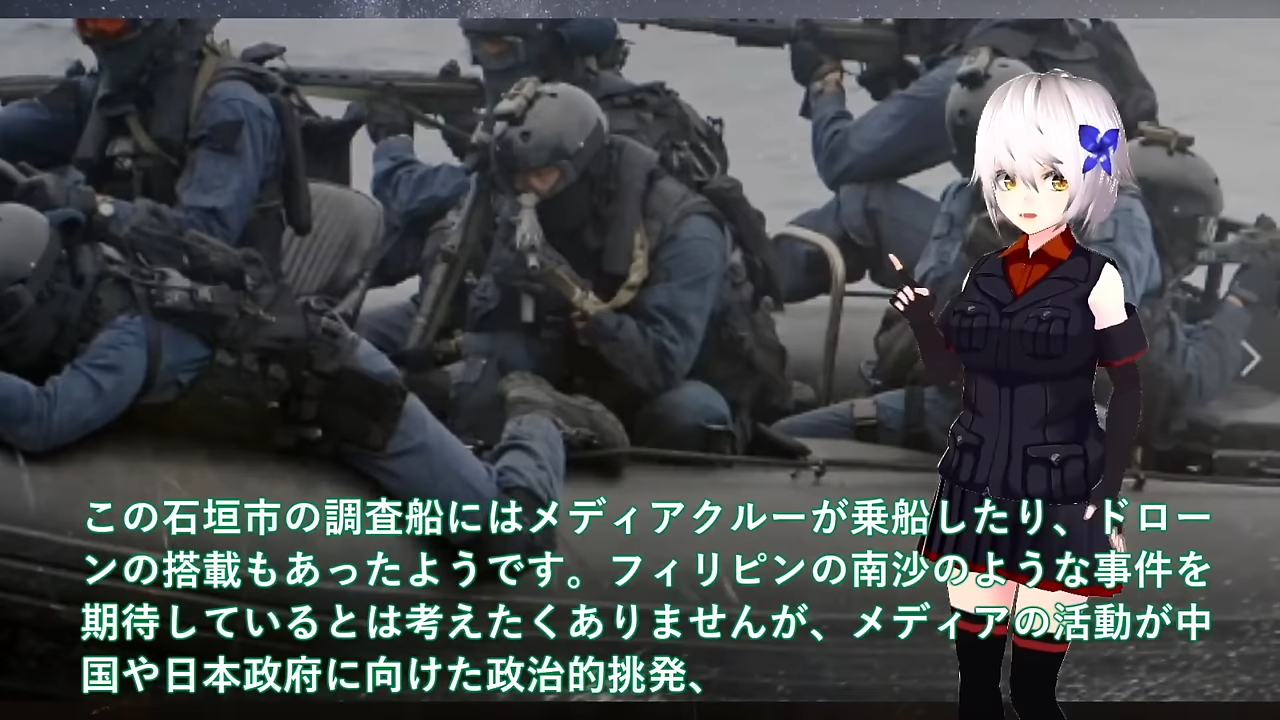 この石垣市の調査船にはメディアクルーが乗船したり、ドロー
ンの搭載もあったようです。フィリピンの南沙のような事件を
期待しているとは考えたくありませんが、メディアの活動が中
国や日本政府に向けた政治的挑発、